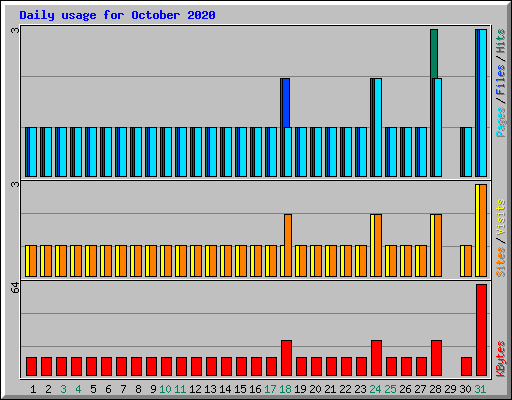 Daily usage for October 2020
3
Pages / Files / Hits
3
Sites / Visits
64
KBytes
1 2 3 4 5 6 7 8 9 10 11 12 13 14 15 16 17 18 19 20 21 22 23 24 25 26 27 28 29 30 31